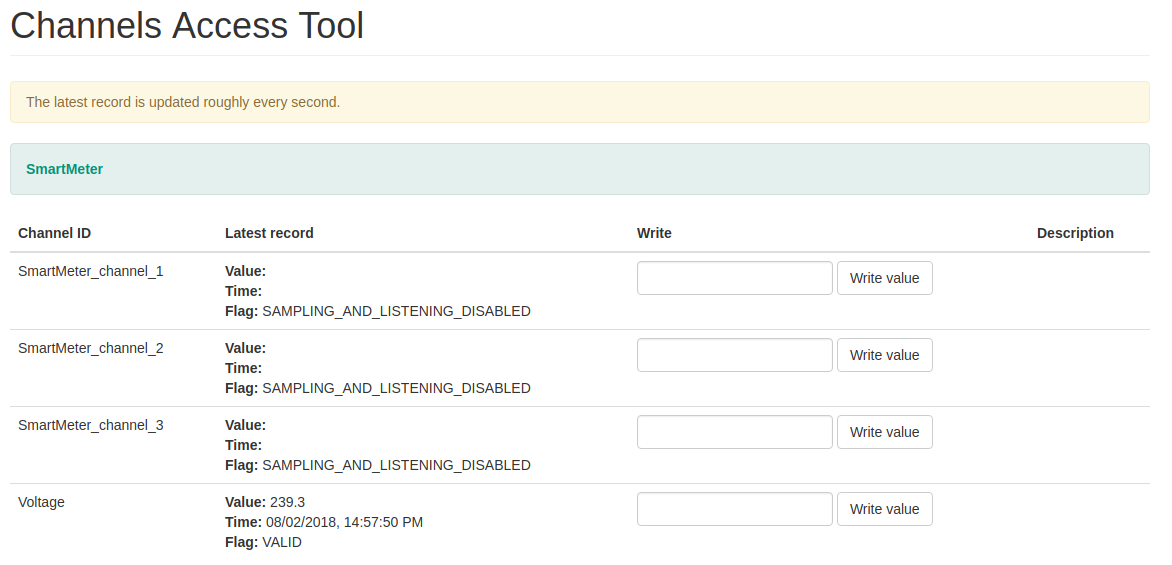 Channels Access Tool
The latest record is updated roughly every second.
SmartMeter
Channel ID Latest record Write Description
SmartMeter_channel_1 Value:
Time:
Flag: SAMPLING_AND_LISTENING_DISABLED
Write value
SmartMeter_channel_2 Value:
Time:
Flag: SAMPLING_AND_LISTENING_DISABLED
Write value
SmartMeter_channel_3 Value:
Time:
Flag: SAMPLING_AND_LISTENING_DISABLED
Write value
Voltage Value: 239.3
Time: 08/02/2018, 14:57:50 PM
Flag: VALID
Write value